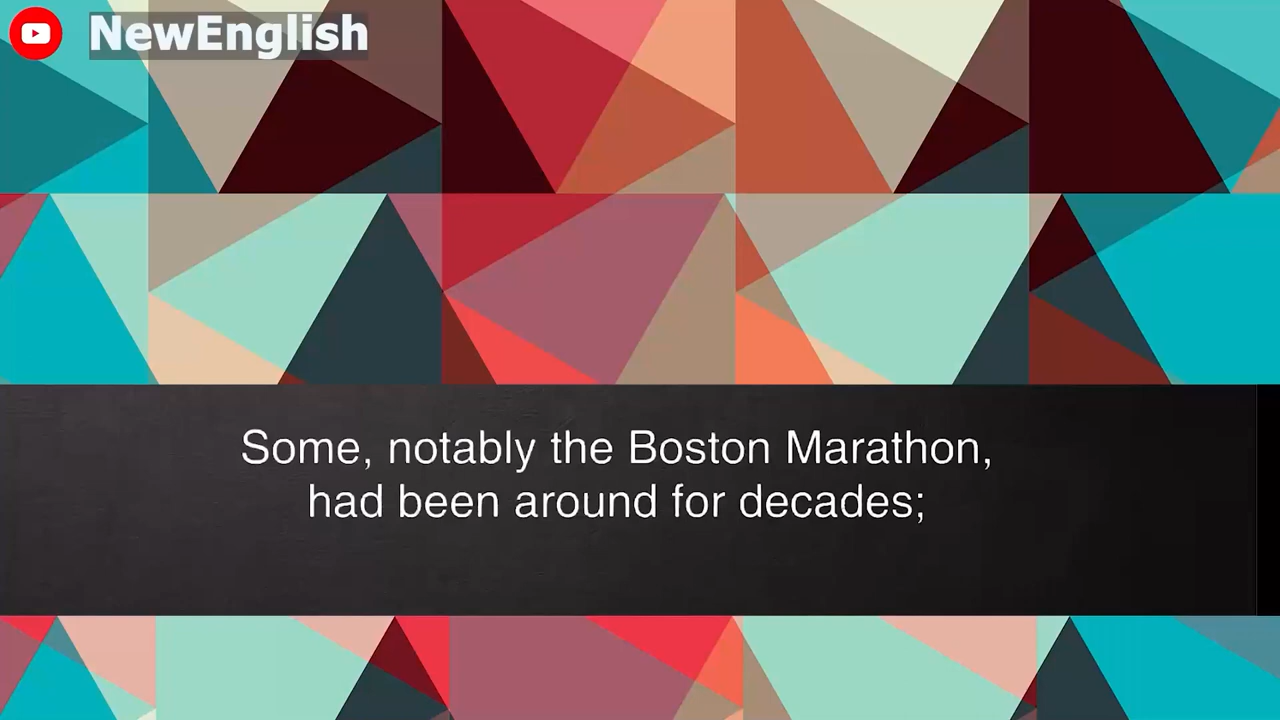 NewEnglish
Some, notably the Boston Marathon,
had been around for decades;